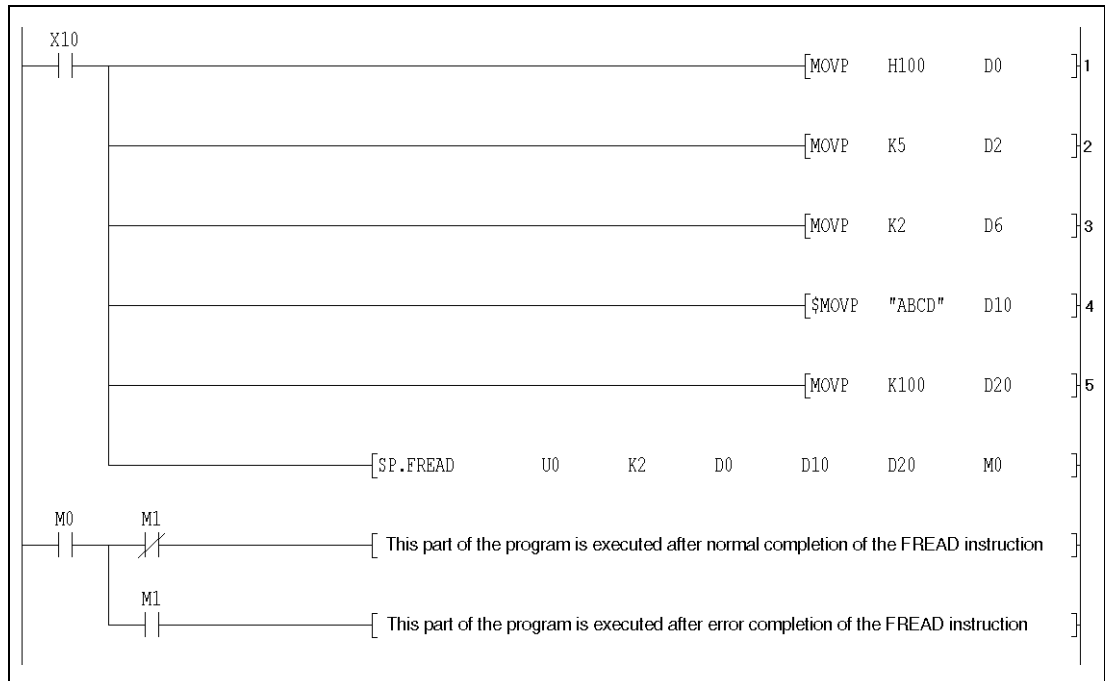 X10
[MOVP H100 D0 ] 1
[MOVP K5 D2 ] 2
[MOVP K2 D6 ] 3
[$MOVP "ABCD" D10 ] 4
[MOVP K100 D20 ] 5
[SP.FREAD U0 K2 D0 D10 D20 M0 ]
M0 M1
[ This part of the program is executed after normal completion of the FREAD instruction ]
M1
[ This part of the program is executed after error completion of the FREAD instruction ]